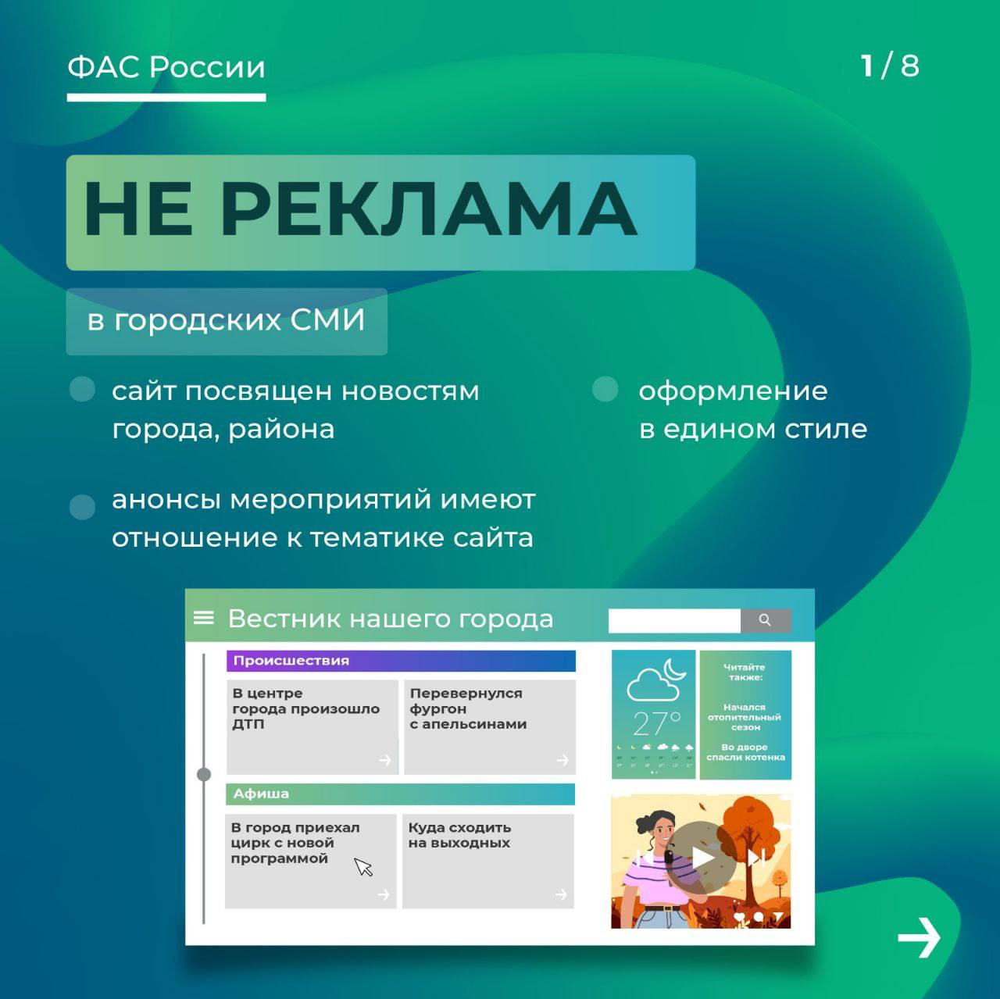 ФАС России
1 / 8
НЕ РЕКЛАМА
в городских СМИ
сайт посвящен новостям
города, района
оформление
в едином стиле
анонсы мероприятий имеют
отношение к тематике сайта
Вестник нашего города
Происшествия
В центре
города произошло
ДТП
Перевернулся
фургон
с апельсинами
Афиша
В город приехал
цирк с новой
программой
Куда сходить
на выходных
27°
Читайте
также:
Начался
отопительный
сезон
Во дворе
спасли котенка